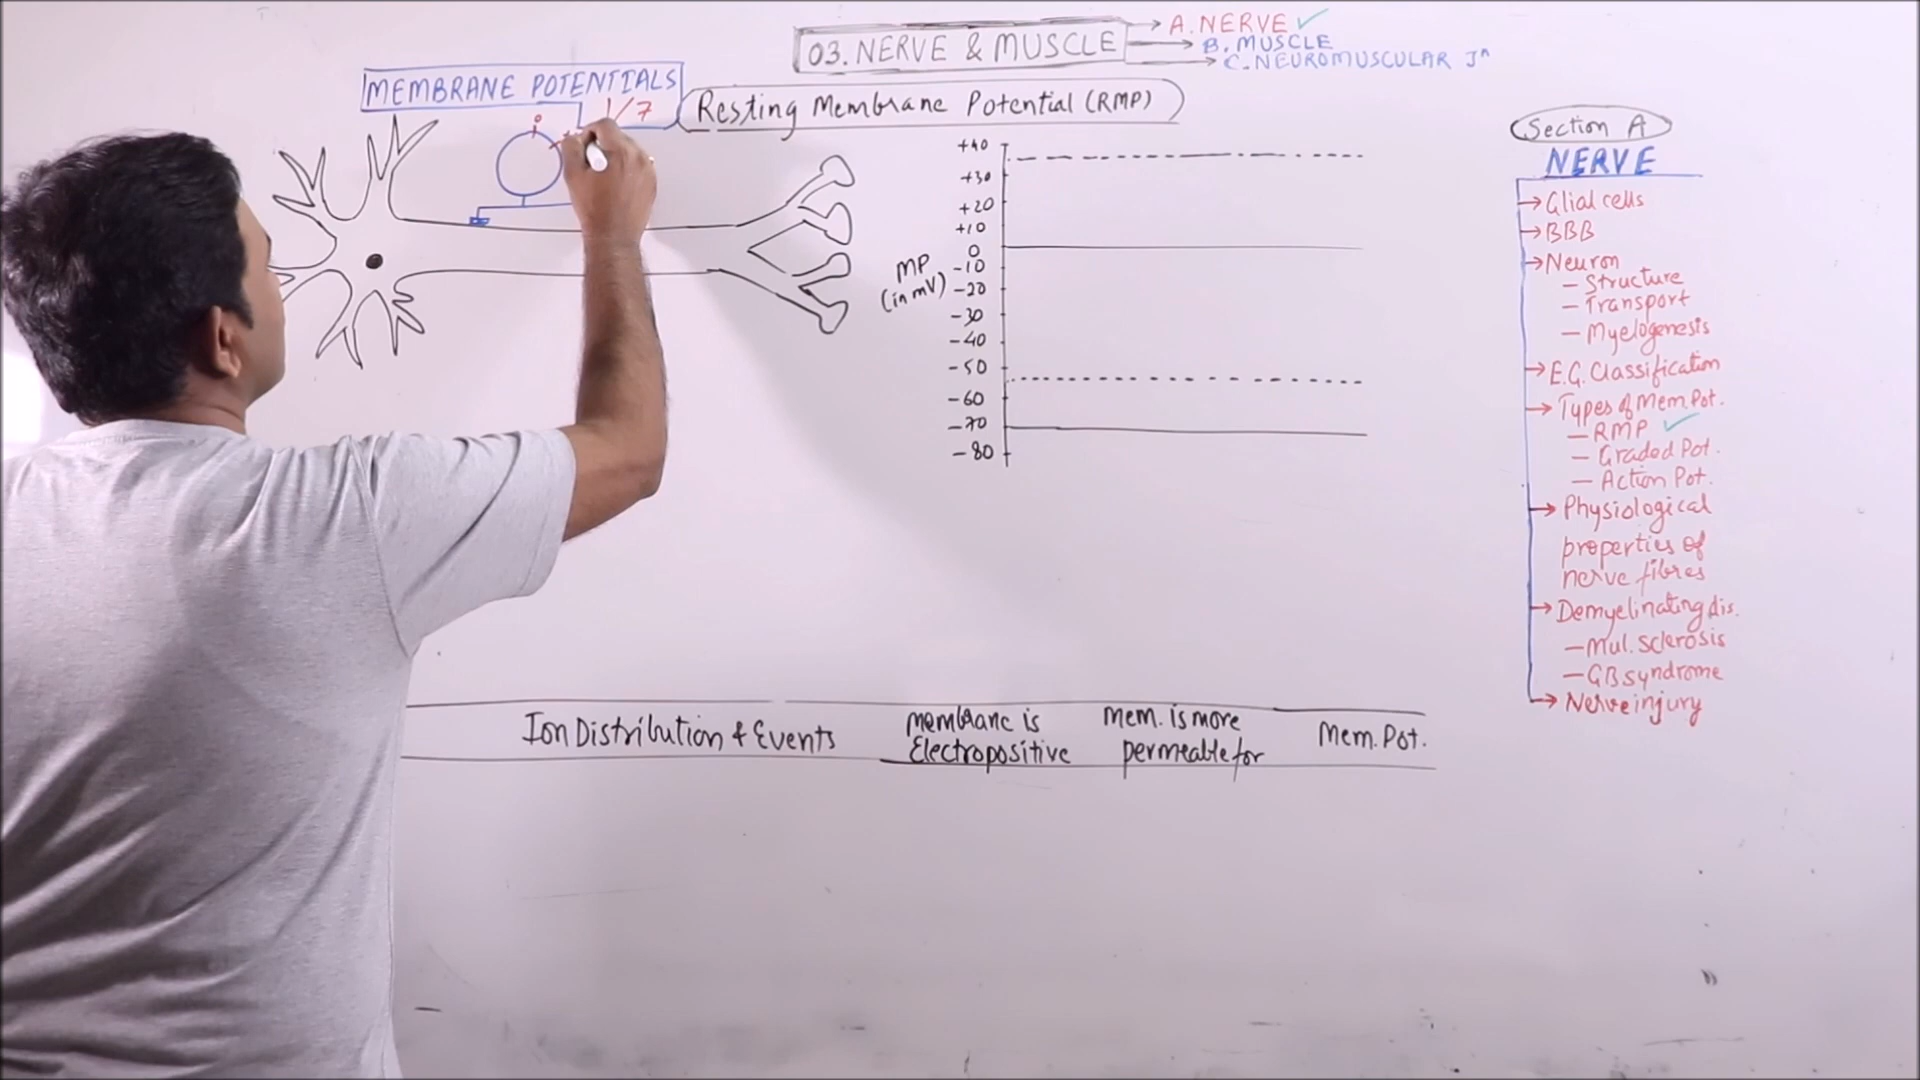 03. NERVE & MUSCLE
A. NERVE ✓
B. MUSCLE
C. NEUROMUSCULAR Jn
MEMBRANE POTENTIALS
1/7
Resting Membrane Potential (RMP)
+40
+30
+20
+10
0
-10
-20
-30
-40
-50
-60
-70
-80
MP
(in mV)
Section A
NERVE
Glial cells
BBB
Neuron
- Structure
- Transport
- Myelogenesis
E.G. Classification
Types of Mem Pot.
- RMP ✓
- Graded Pot.
- Action Pot.
Physiological
properties of
nerve fibres
Demyelinating dis.
- Mul. sclerosis
- GB syndrome
Nerve injury
Ion Distribution & Events
membrane is
Electropositive
Mem. is more
permeable for
Mem. Pot.